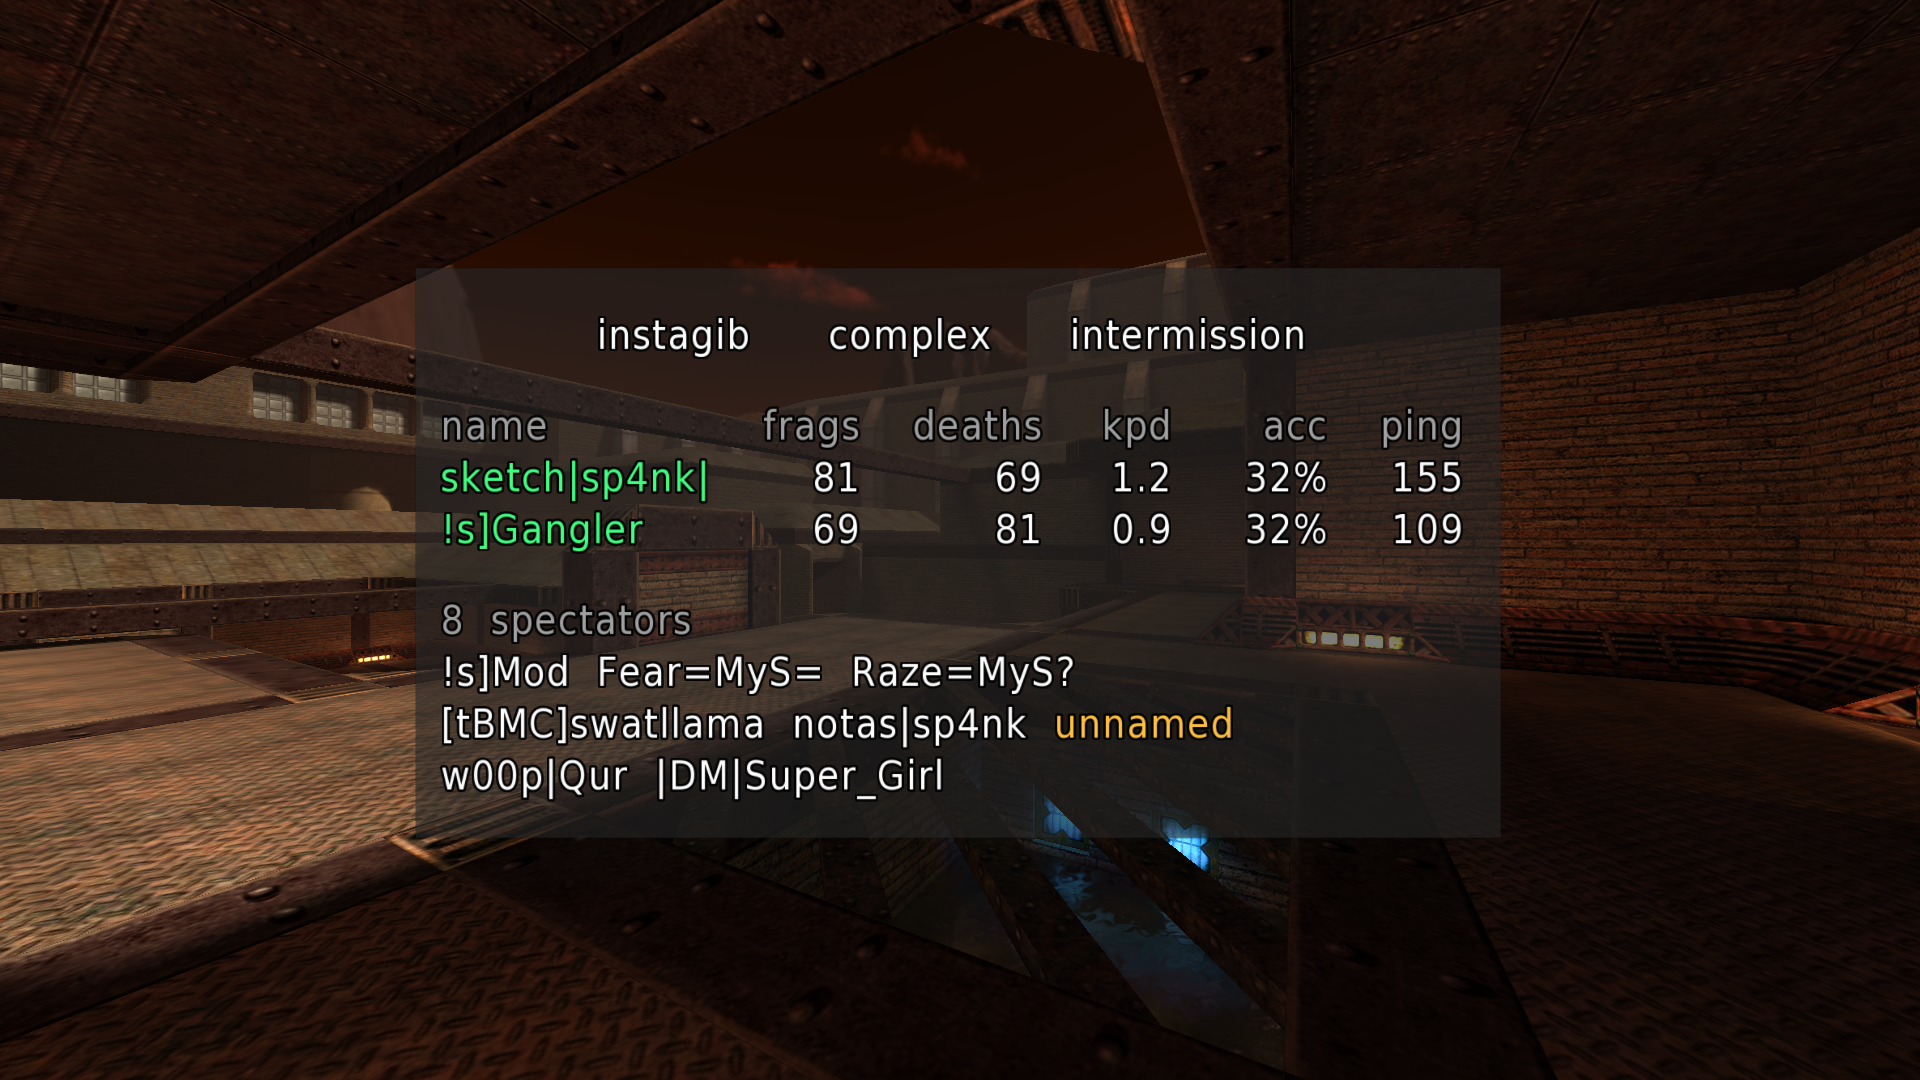 instagib complex intermission
name frags deaths kpd acc ping
sketch|sp4nk| 81 69 1.2 32% 155
!s]Gangler 69 81 0.9 32% 109
8 spectators
!s]Mod Fear=MyS= Raze=MyS?
[tBMC]swatllama notas|sp4nk unnamed
w00p|Qur |DM|Super_Girl